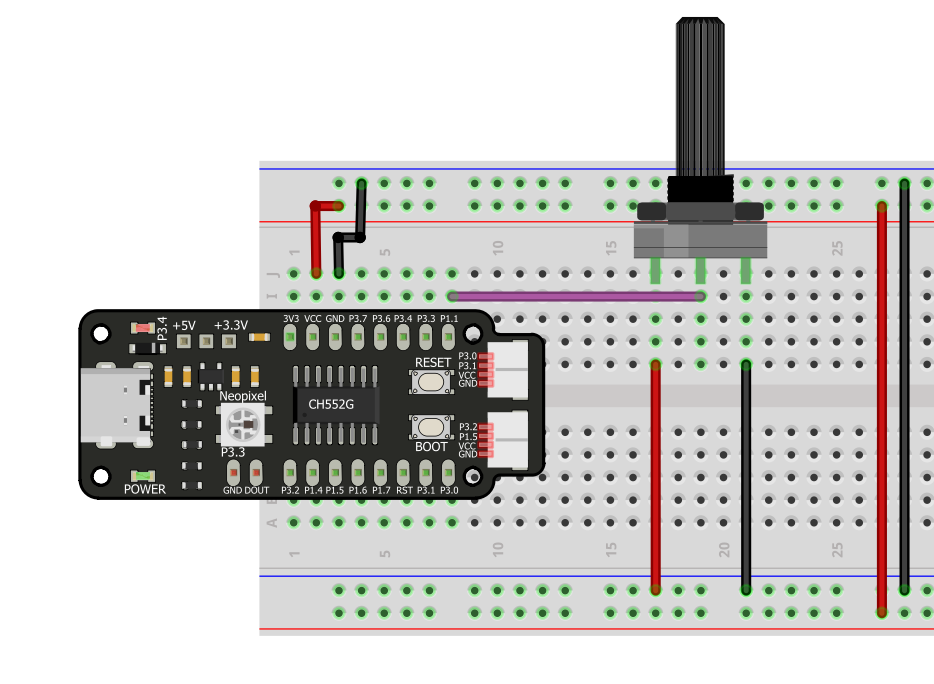 1 5 10 15 25
J
I
P3.4 +5V +3.3V
3V3 VCC GND P3.7 P3.6 P3.4 P3.3 P1.1
RESET
P3.0
P3.1
VCC
GND
Neopixel
CH552G
P3.3
BOOT
P3.2
P1.5
VCC
GND
POWER
GND DOUT P3.2 P1.4 P1.5 P1.6 P1.7 RST P3.1 P3.0
A
1 5 10 15 20 25